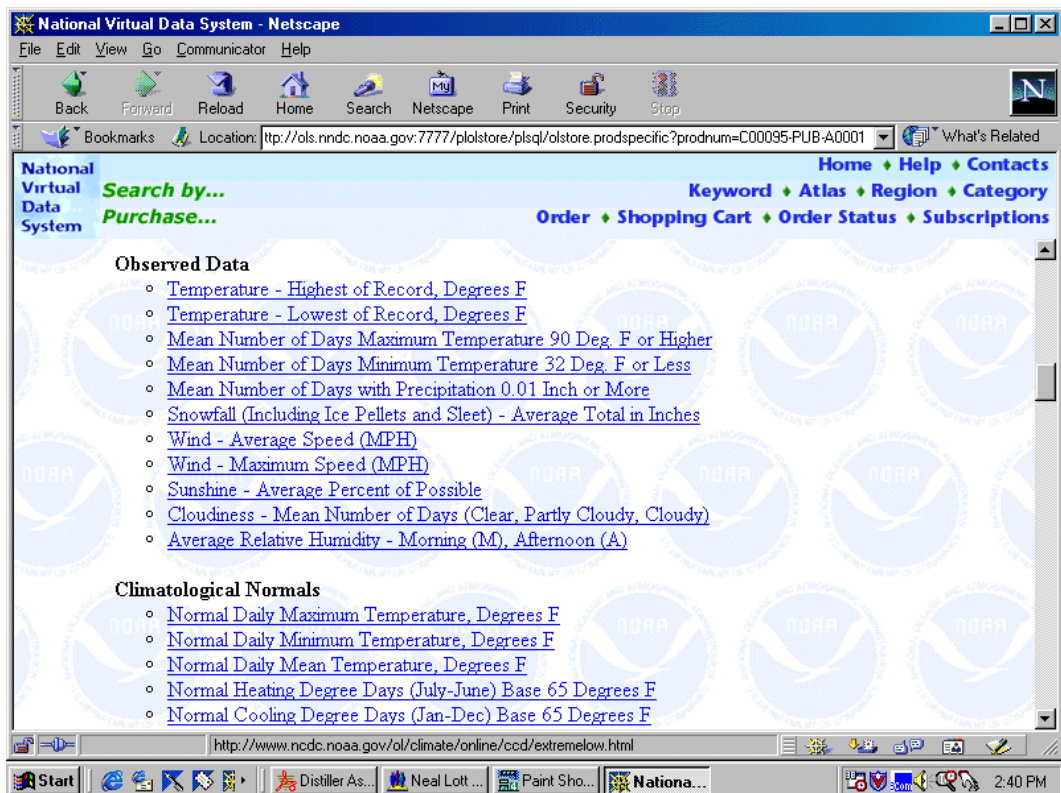 National Virtual Data System - Netscape
File Edit View Go Communicator Help
My
N
Back Forward Reload Home Search Netscape Print Security Stop
Bookmarks Location: ttp://ols.nndc.noaa.gov:7777/plolstore/plsql/olstore.prodspecific?prodnum=C00095-PUB-A0001 What's Related
National Virtual Data System
Home ♦ Help ♦ Contacts
Search by... Keyword ♦ Atlas ♦ Region ♦ Category
Purchase... Order ♦ Shopping Cart ♦ Order Status ♦ Subscriptions
Observed Data
Temperature - Highest of Record, Degrees F
Temperature - Lowest of Record, Degrees F
Mean Number of Days Maximum Temperature 90 Deg. F or Higher
Mean Number of Days Minimum Temperature 32 Deg. F or Less
Mean Number of Days with Precipitation 0.01 Inch or More
Snowfall (Including Ice Pellets and Sleet) - Average Total in Inches
Wind - Average Speed (MPH)
Wind - Maximum Speed (MPH)
Sunshine - Average Percent of Possible
Cloudiness - Mean Number of Days (Clear, Partly Cloudy, Cloudy)
Average Relative Humidity - Morning (M), Afternoon (A)
Climatological Normals
Normal Daily Maximum Temperature, Degrees F
Normal Daily Minimum Temperature, Degrees F
Normal Daily Mean Temperature, Degrees F
Normal Heating Degree Days (July-June) Base 65 Degrees F
Normal Cooling Degree Days (Jan-Dec) Base 65 Degrees F
http://www.ncdc.noaa.gov/ol/climate/online/ccd/extremelow.html
Start Distiller As... Neal Lott ... Paint Sho... Nationa... .com 2:40 PM